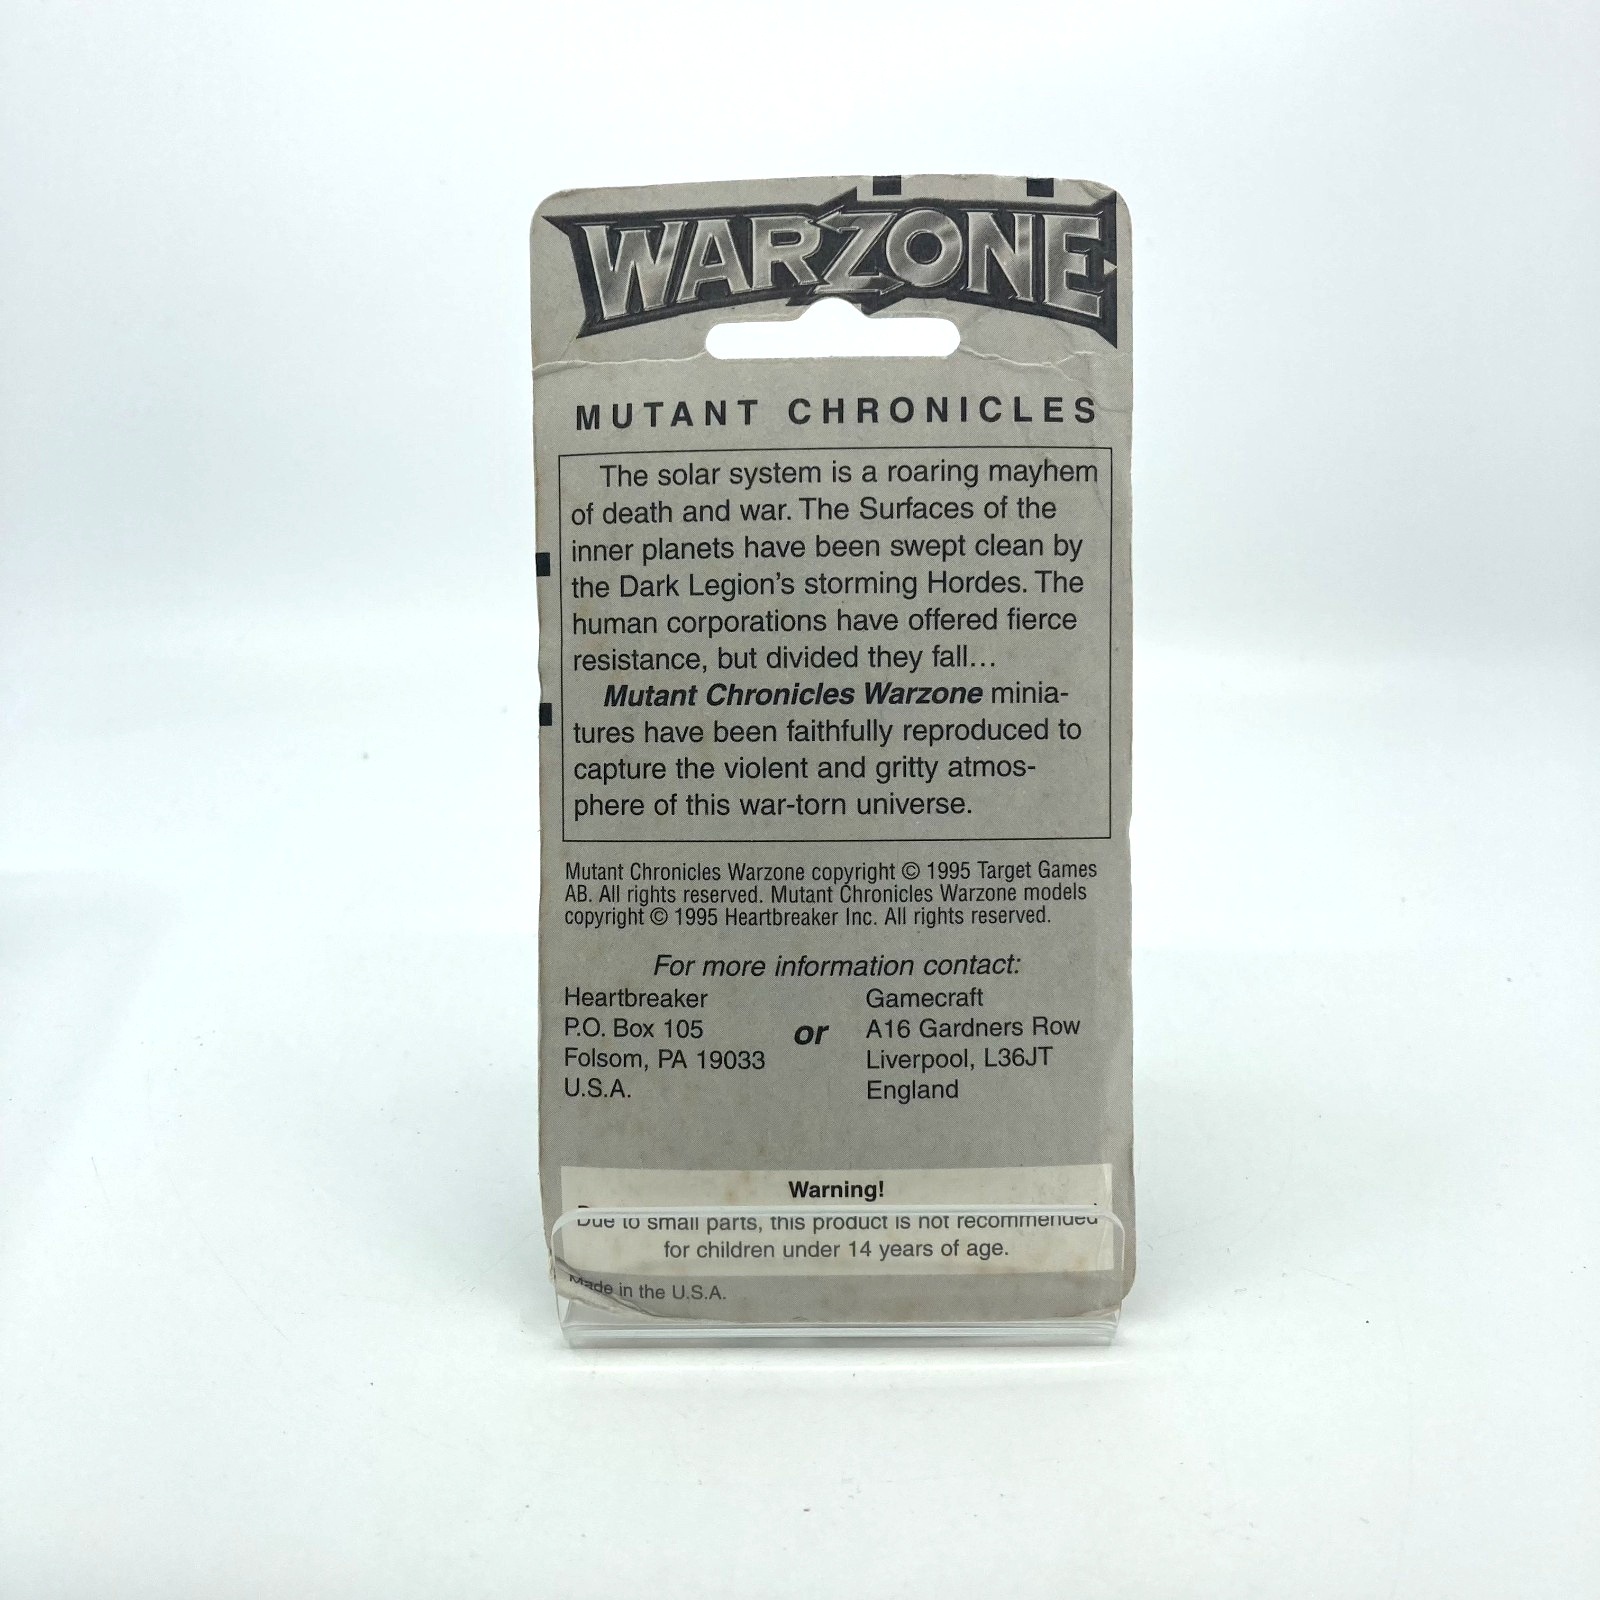 WARZONE
MUTANT CHRONICLES
The solar system is a roaring mayhem
of death and war. The Surfaces of the
inner planets have been swept clean by
the Dark Legion's storming Hordes. The
human corporations have offered fierce
resistance, but divided they fall...
Mutant Chronicles Warzone minia-
tures have been faithfully reproduced to
capture the violent and gritty atmos-
phere of this war-torn universe.
Mutant Chronicles Warzone copyright © 1995 Target Games
AB. All rights reserved. Mutant Chronicles Warzone models
copyright © 1995 Heartbreaker Inc. All rights reserved.
For more information contact:
Heartbreaker
P.O. Box 105
Folsom, PA 19033
U.S.A.
or
Gamecraft
A16 Gardners Row
Liverpool, L36JT
England
Warning!
Due to small parts, this product is not recommended
for children under 14 years of age.
Made in the U.S.A.